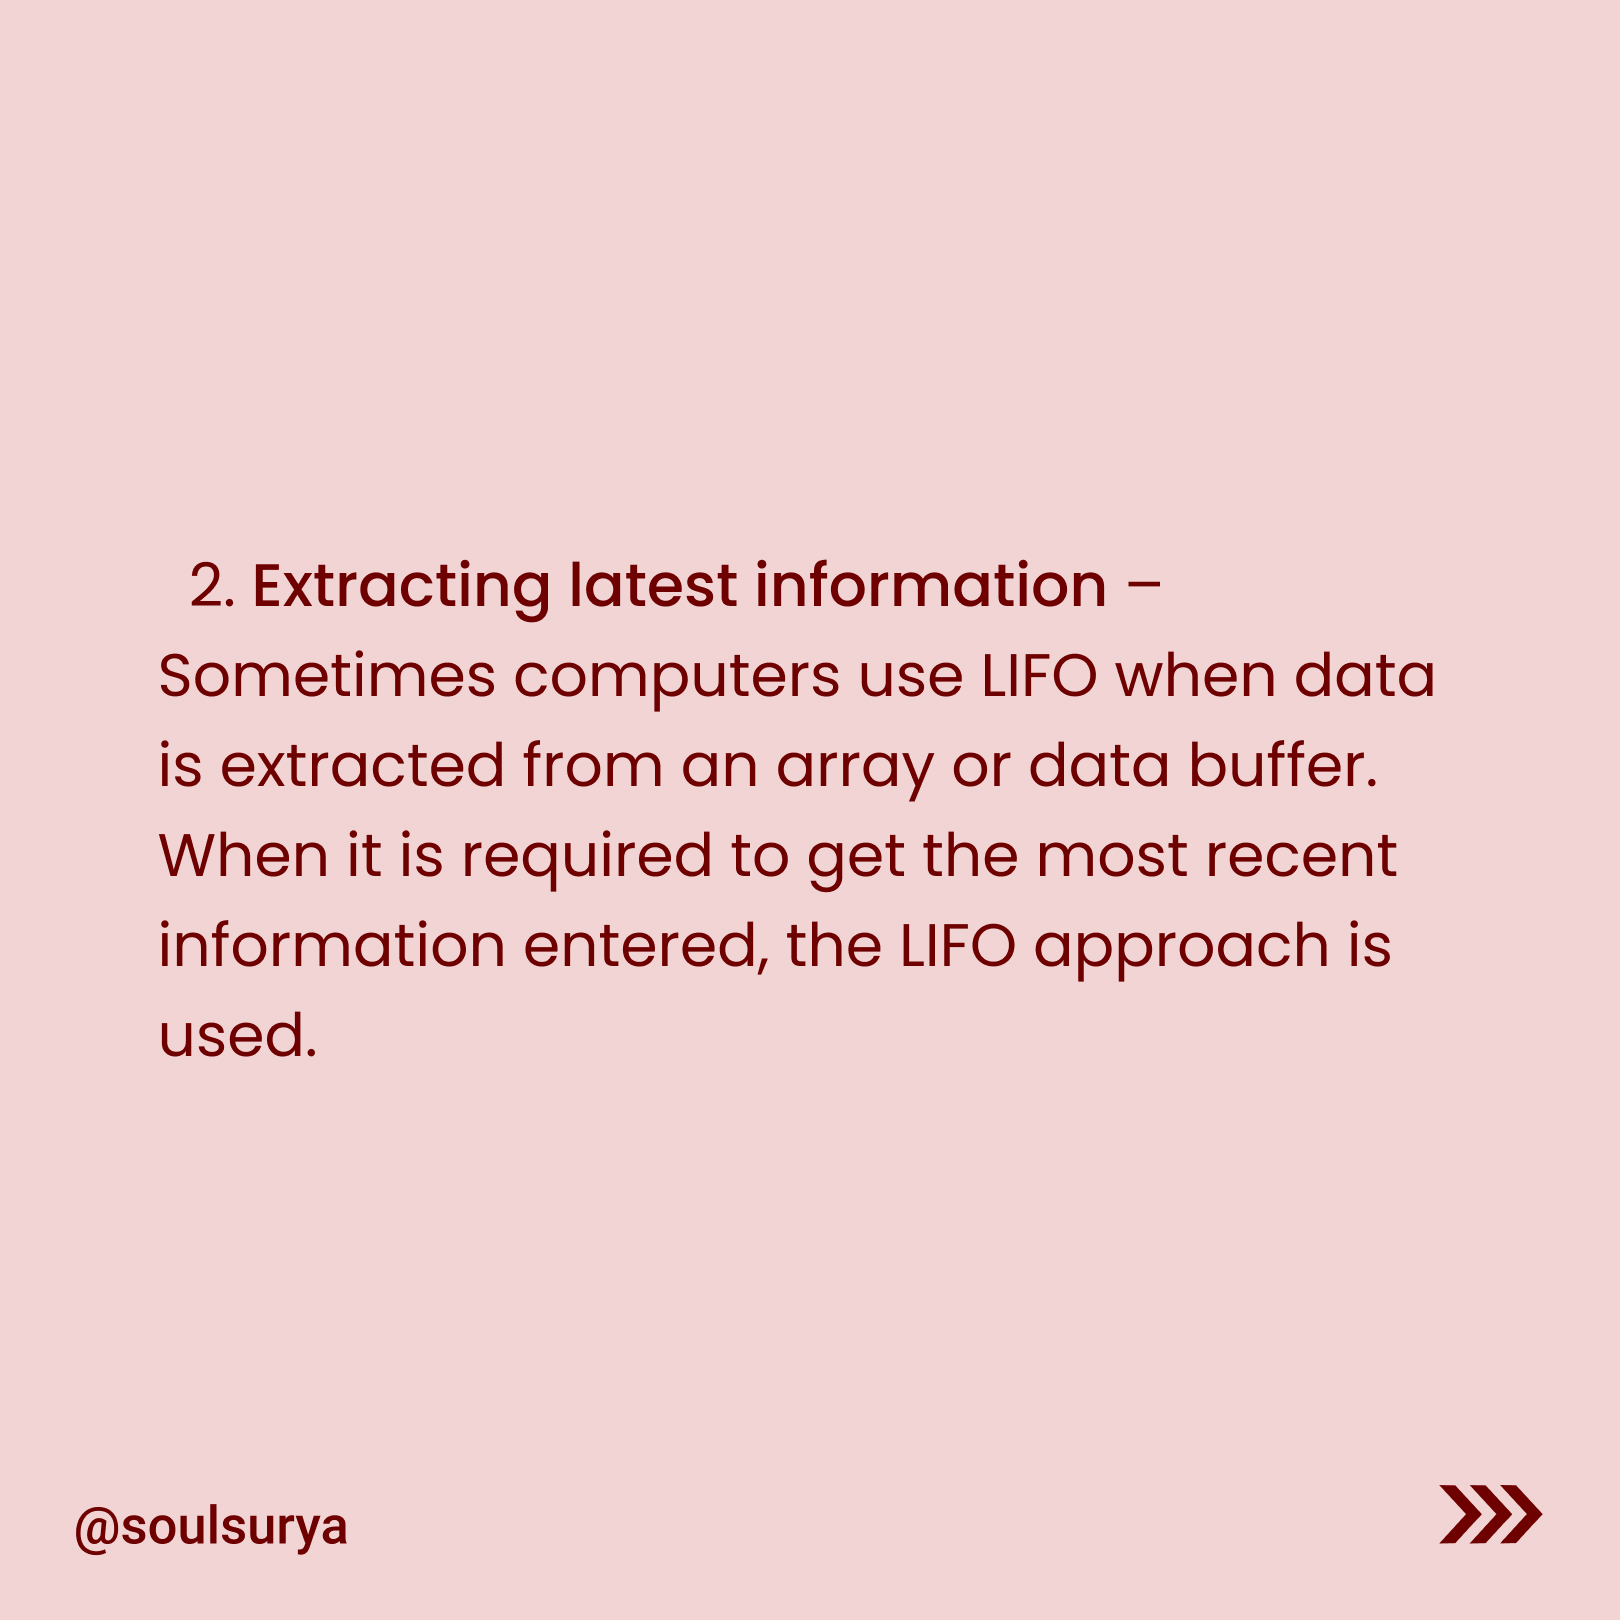 2. Extracting latest information –
Sometimes computers use LIFO when data
is extracted from an array or data buffer.
When it is required to get the most recent
information entered, the LIFO approach is
used.
@soulsurya